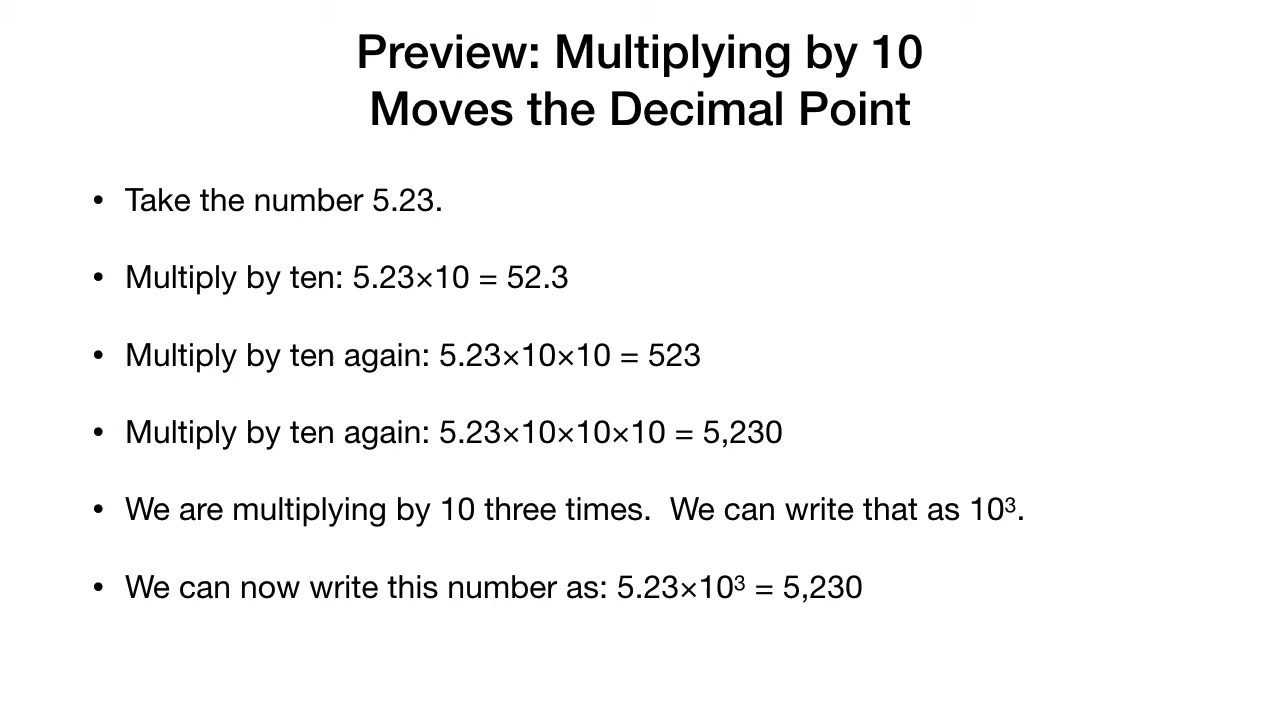 Preview: Multiplying by 10
Moves the Decimal Point
• Take the number 5.23.
• Multiply by ten: 5.23×10 = 52.3
• Multiply by ten again: 5.23×10×10 = 523
• Multiply by ten again: 5.23×10×10×10 = 5,230
• We are multiplying by 10 three times.  We can write that as 10³.
• We can now write this number as: 5.23×10³ = 5,230